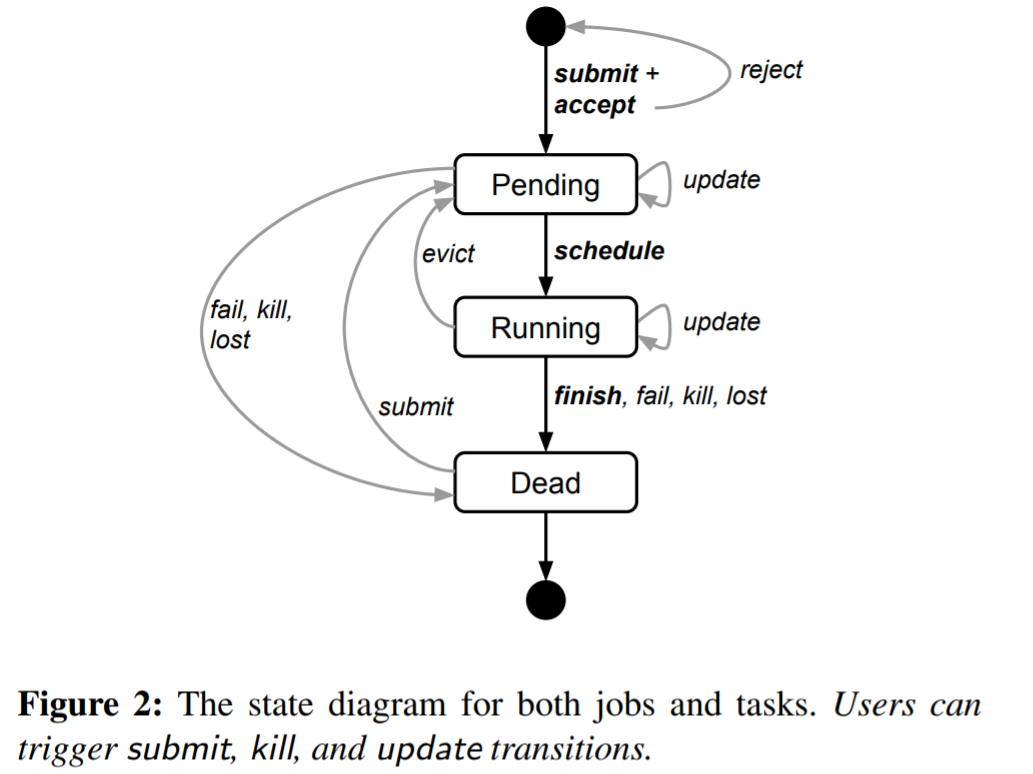 submit +
accept
reject
Pending
update
evict
schedule
fail, kill,
lost
Running
update
submit
finish, fail, kill, lost
Dead
Figure 2: The state diagram for both jobs and tasks. Users can
trigger submit, kill, and update transitions.